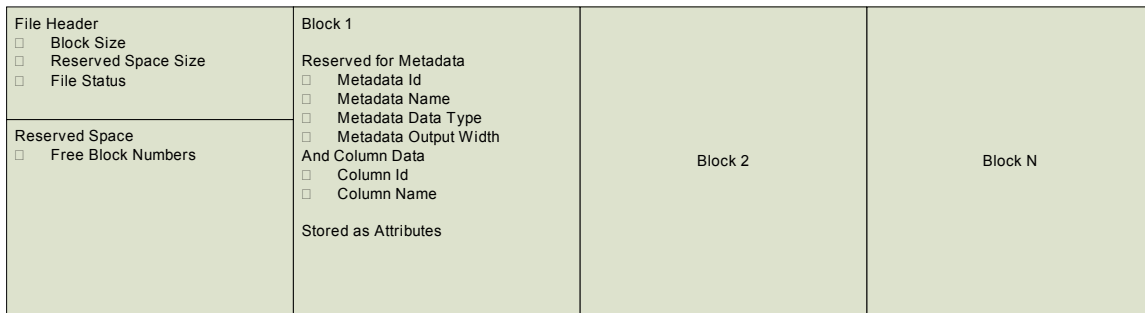 File Header
□ Block Size
□ Reserved Space Size
□ File Status
Reserved Space
□ Free Block Numbers
Block 1
Reserved for Metadata
□ Metadata Id
□ Metadata Name
□ Metadata Data Type
□ Metadata Output Width
And Column Data
□ Column Id
□ Column Name
Stored as Attributes
Block 2
Block N